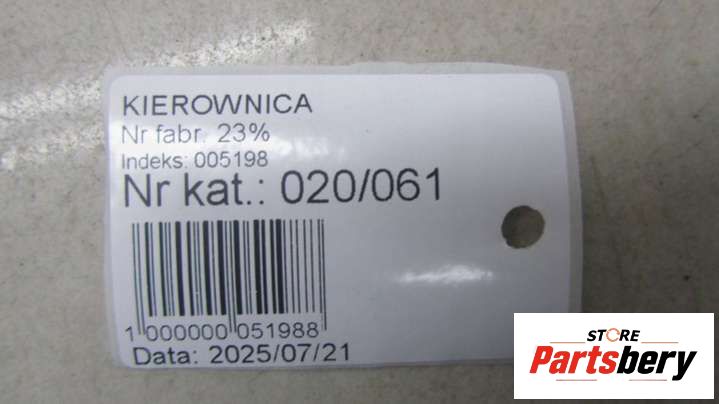 KIEROWNICA
Nr fabr. 23%
Indeks: 005198
Nr kat.: 020/061
1 000000 051988
Data: 2025/07/21
STORE
Partsbery